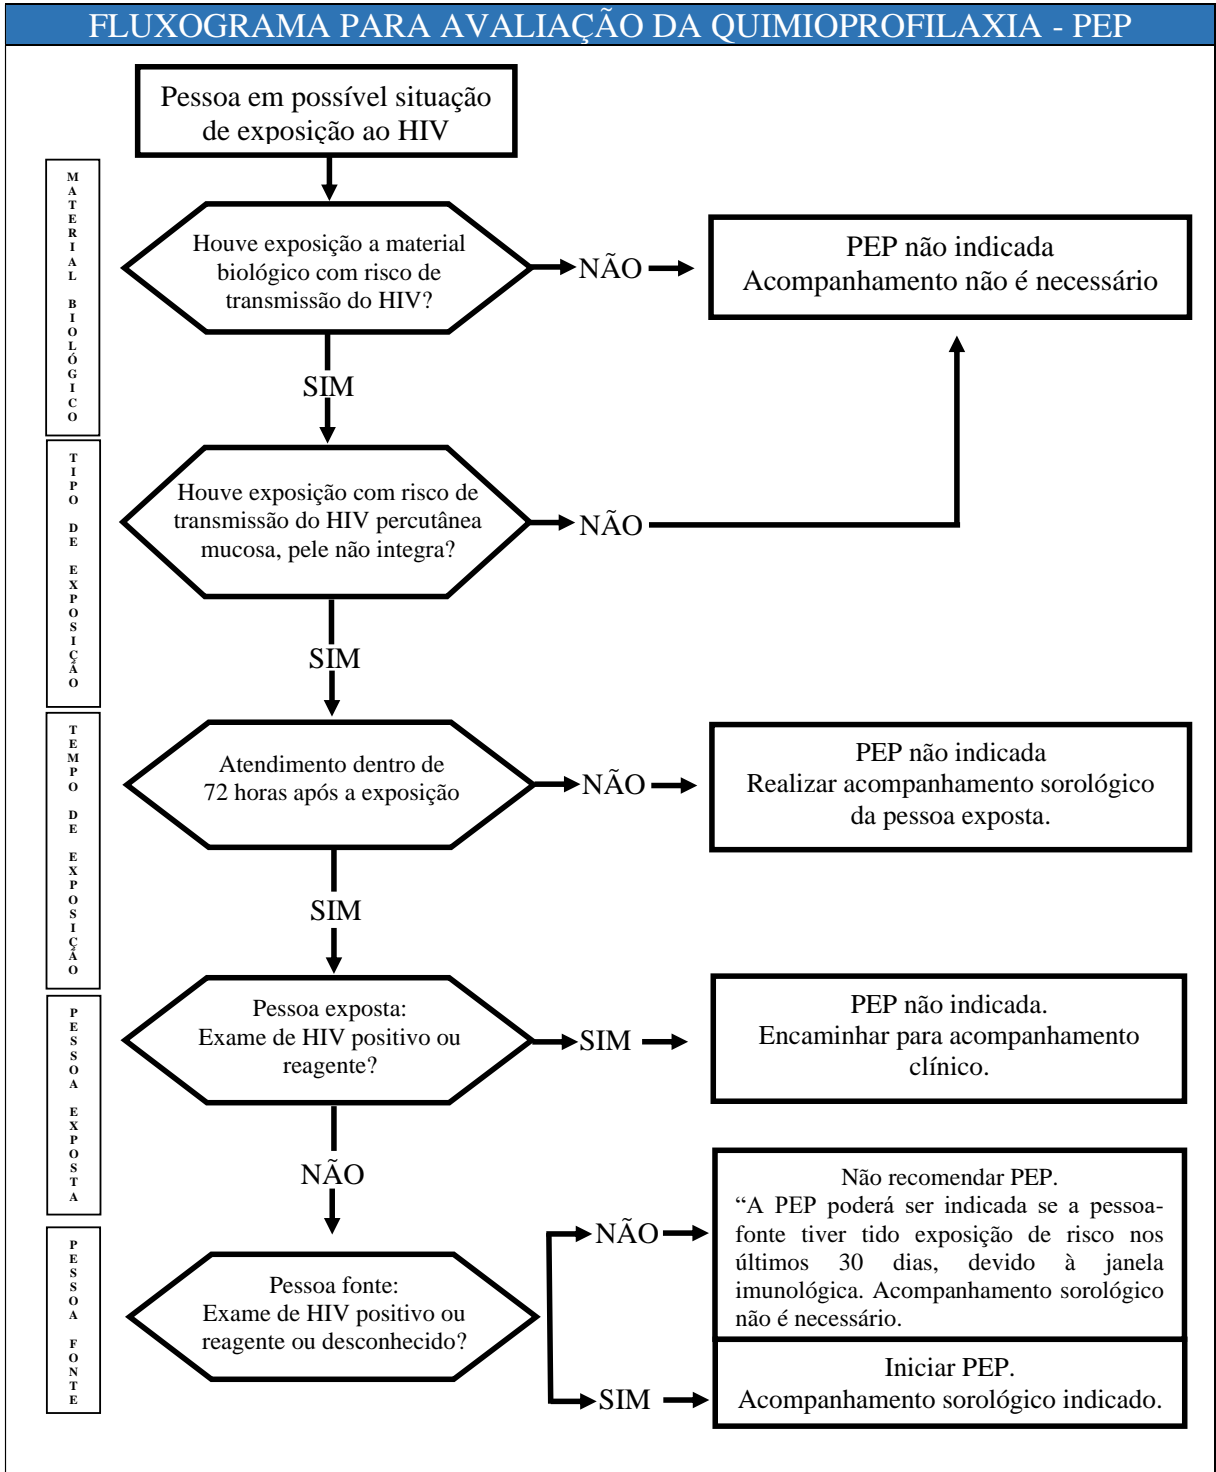 FLUXOGRAMA PARA AVALIAÇÃO DA QUIMIOPROFILAXIA - PEP
Pessoa em possível situação
de exposição ao HIV
MATERIAL BIOLÓGICO
Houve exposição a material
biológico com risco de
transmissão do HIV?
NÃO
PEP não indicada
Acompanhamento não é necessário
SIM
TIPO DE EXPOSIÇÃO
Houve exposição com risco de
transmissão do HIV percutânea
mucosa, pele não integra?
NÃO
SIM
TEMPO DE EXPOSIÇÃO
Atendimento dentro de
72 horas após a exposição
NÃO
PEP não indicada
Realizar acompanhamento sorológico
da pessoa exposta.
SIM
PESSOA EXPOSTA
Pessoa exposta:
Exame de HIV positivo ou
reagente?
SIM
PEP não indicada.
Encaminhar para acompanhamento
clínico.
NÃO
PESSOA FONTE
Pessoa fonte:
Exame de HIV positivo ou
reagente ou desconhecido?
NÃO
Não recomendar PEP.
“A PEP poderá ser indicada se a pessoa-
fonte tiver tido exposição de risco nos
últimos 30 dias, devido à janela
imunológica. Acompanhamento sorológico
não é necessário.
SIM
Iniciar PEP.
Acompanhamento sorológico indicado.